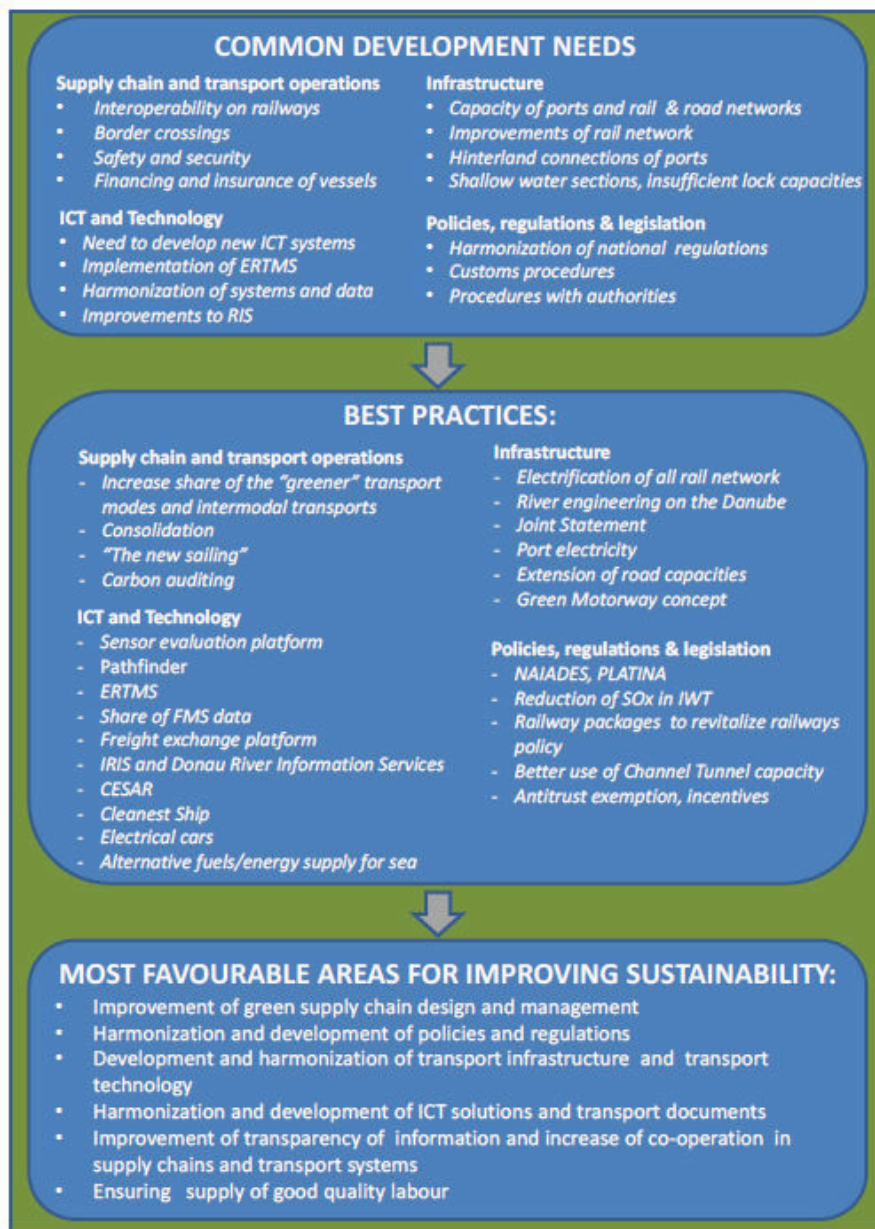 COMMON DEVELOPMENT NEEDS
Supply chain and transport operations
• Interoperability on railways
• Border crossings
• Safety and security
• Financing and insurance of vessels
ICT and Technology
• Need to develop new ICT systems
• Implementation of ERTMS
• Harmonization of systems and data
• Improvements to RIS
Infrastructure
• Capacity of ports and rail & road networks
• Improvements of rail network
• Hinterland connections of ports
• Shallow water sections, insufficient lock capacities
Policies, regulations & legislation
• Harmonization of national regulations
• Customs procedures
• Procedures with authorities
BEST PRACTICES:
Supply chain and transport operations
- Increase share of the “greener” transport
modes and intermodal transports
- Consolidation
- “The new sailing”
- Carbon auditing
ICT and Technology
- Sensor evaluation platform
- Pathfinder
- ERTMS
- Share of FMS data
- Freight exchange platform
- IRIS and Donau River Information Services
- CESAR
- Cleanest Ship
- Electrical cars
- Alternative fuels/energy supply for sea
Infrastructure
- Electrification of all rail network
- River engineering on the Danube
- Joint Statement
- Port electricity
- Extension of road capacities
- Green Motorway concept
Policies, regulations & legislation
- NAIADES, PLATINA
- Reduction of SOx in IWT
- Railway packages to revitalize railways
policy
- Better use of Channel Tunnel capacity
- Antitrust exemption, incentives
MOST FAVOURABLE AREAS FOR IMPROVING SUSTAINABILITY:
• Improvement of green supply chain design and management
• Harmonization and development of policies and regulations
• Development and harmonization of transport infrastructure and transport
technology
• Harmonization and development of ICT solutions and transport documents
• Improvement of transparency of information and increase of co-operation in
supply chains and transport systems
• Ensuring supply of good quality labour